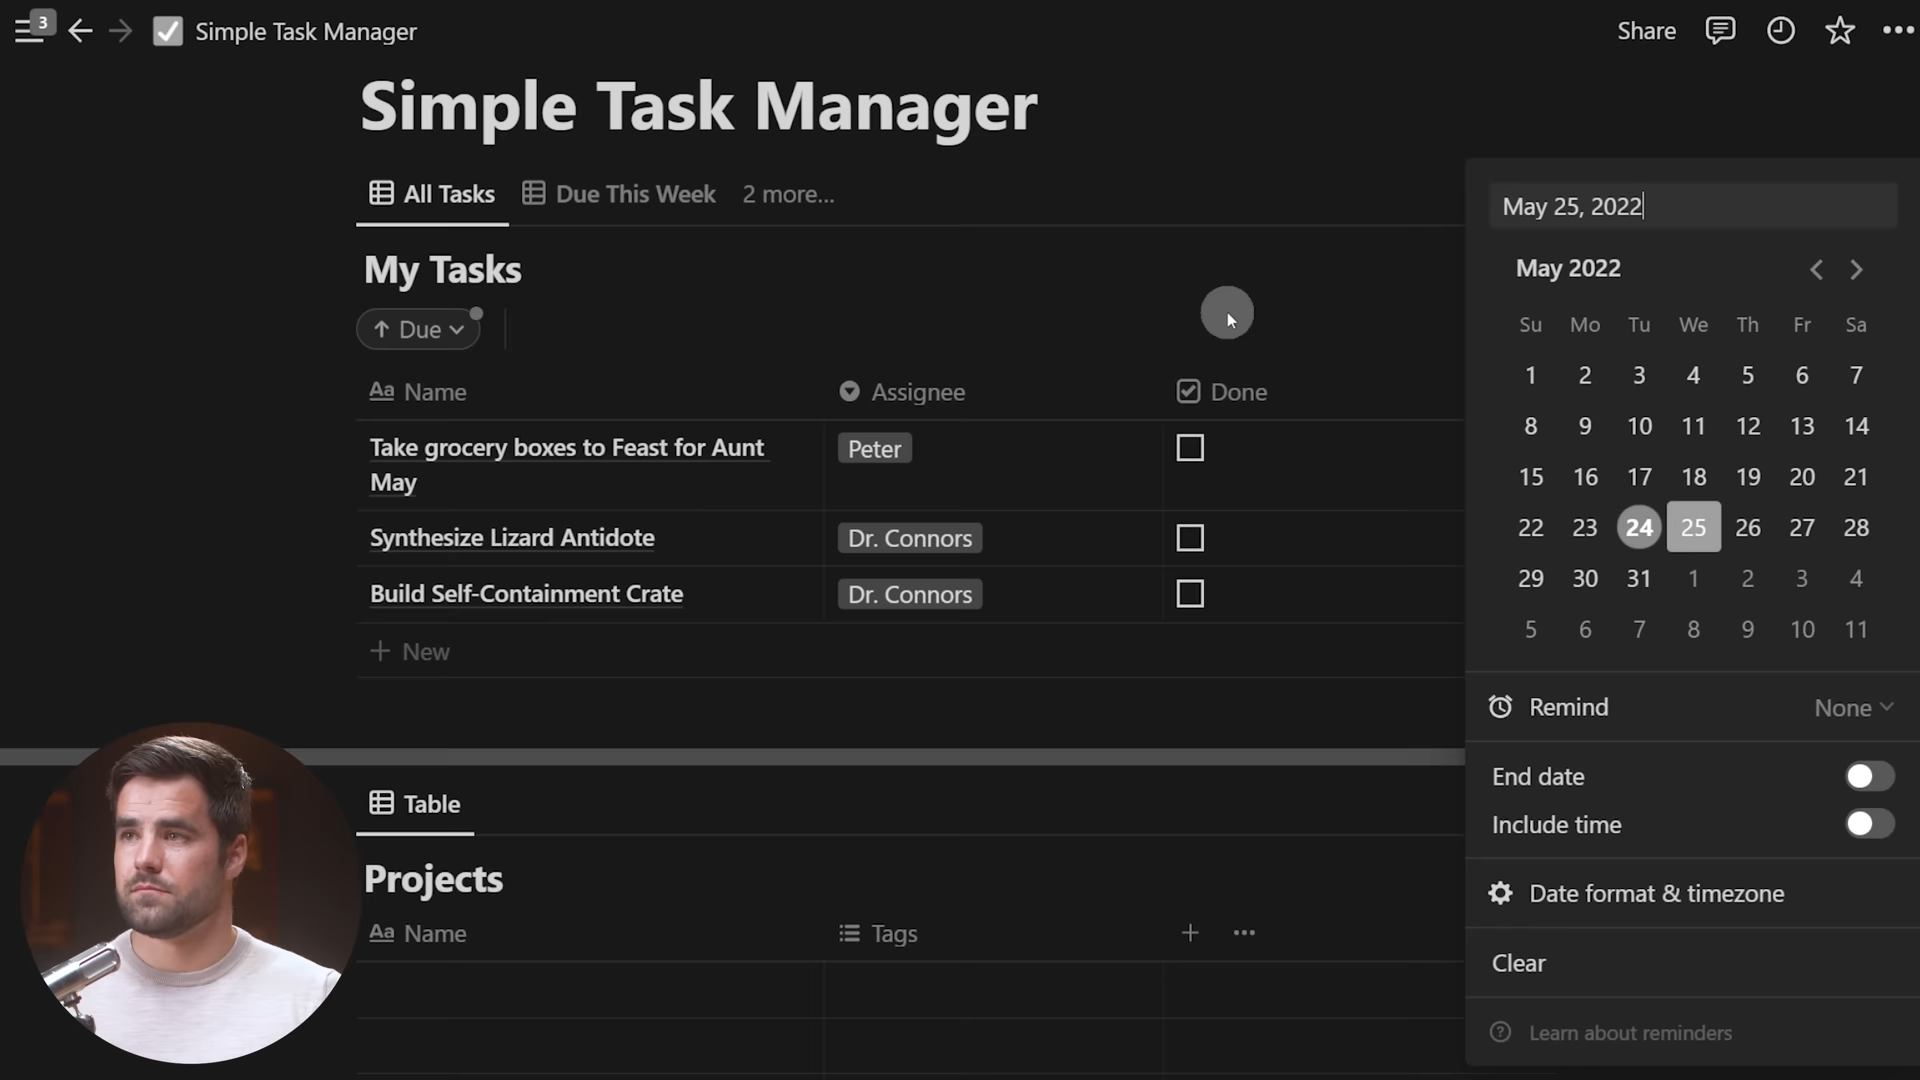 3
Simple Task Manager
Share
Simple Task Manager
All Tasks
Due This Week
2 more...
My Tasks
Due
Aa Name
Assignee
Done
Take grocery boxes to Feast for Aunt
May
Peter
Synthesize Lizard Antidote
Dr. Connors
Build Self-Containment Crate
Dr. Connors
+ New
Table
Projects
Aa Name
Tags
May 25, 2022
May 2022
Su Mo Tu We Th Fr Sa
1 2 3 4 5 6 7
8 9 10 11 12 13 14
15 16 17 18 19 20 21
22 23 24 25 26 27 28
29 30 31 1 2 3 4
5 6 7 8 9 10 11
Remind None
End date
Include time
Date format & timezone
Clear
Learn about reminders